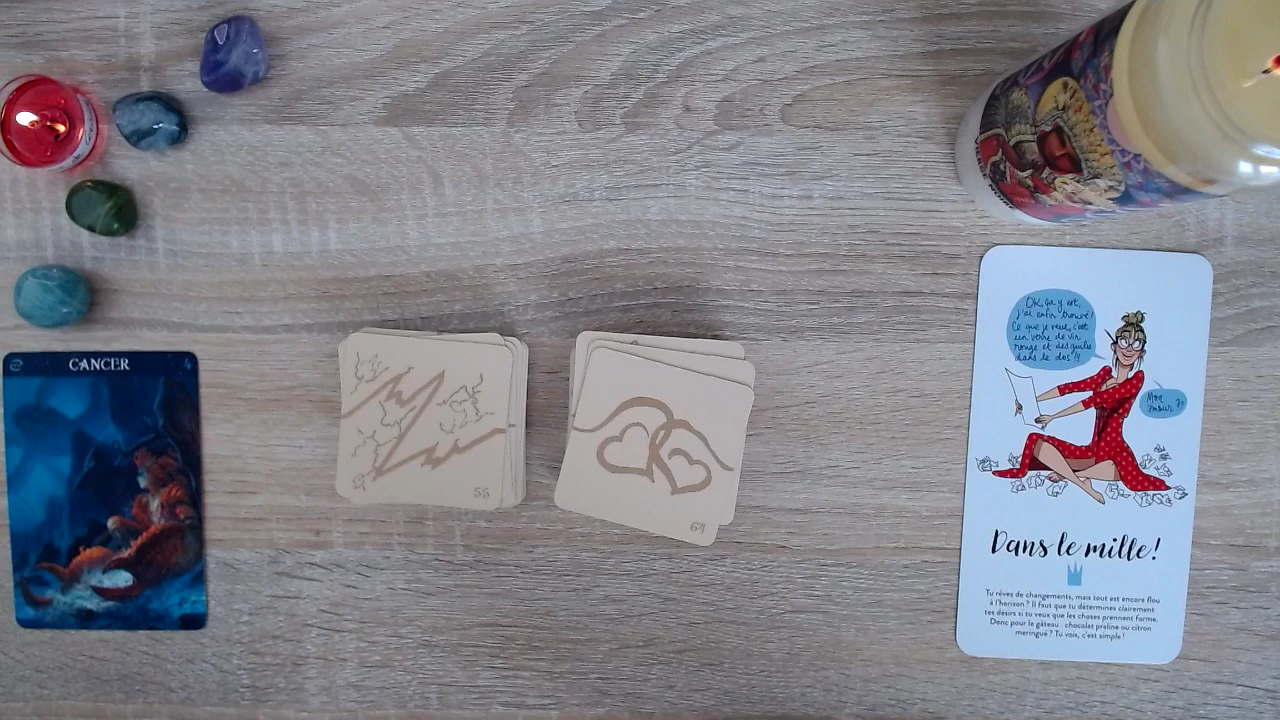 CANCER
55
64
Ok, ça y est,
j'ai enfin trouvé!
Ce que je veux, c'est
un verre de vin
rouge et des guilis
dans le dos!!
Mon
amour ??
Dans le mille!
Tu rêves de changements, mais tout est encore flou
à l'horizon? Il faut que tu détermines clairement
tes désirs si tu veux que les choses prennent forme.
Donc pour le gâteau : chocolat praliné ou citron
meringué? Tu vois, c'est simple!